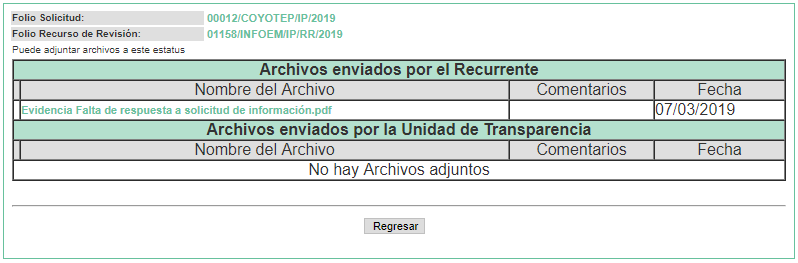 Folio Solicitud: 00012/COYOTEP/IP/2019
Folio Recurso de Revisión: 01158/INFOEM/IP/RR/2019
Puede adjuntar archivos a este estatus
Archivos enviados por el Recurrente
Nombre del Archivo Comentarios Fecha
Evidencia Falta de respuesta a solicitud de información.pdf 07/03/2019
Archivos enviados por la Unidad de Transparencia
Nombre del Archivo Comentarios Fecha
No hay Archivos adjuntos
Regresar